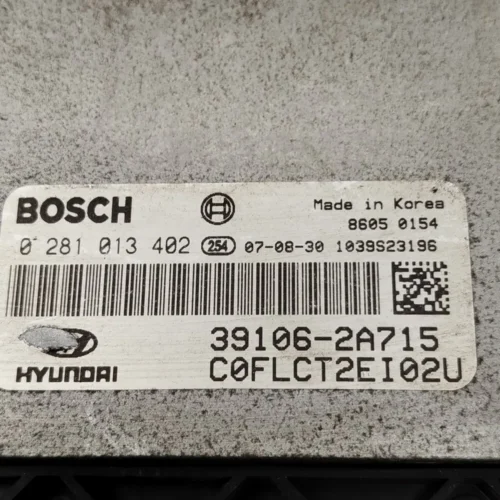 BOSCH
Made in Korea
8605 0154
0 281 013 402 254 07-08-30 1039S23196
39106-2A715
HYUNDAI
C0FLCT2EI02U